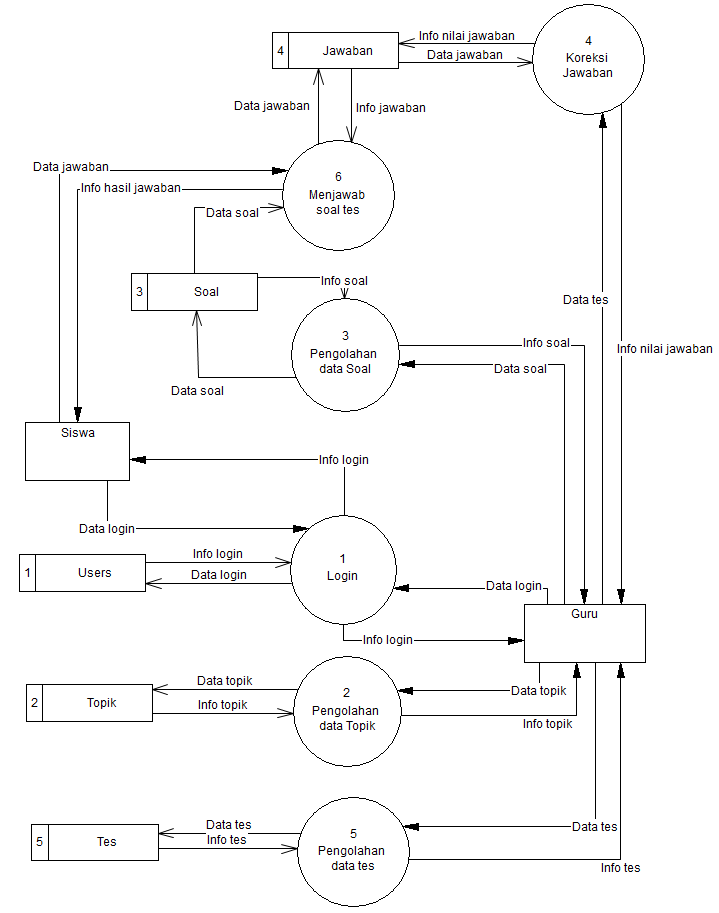 Info nilai jawaban
4
Jawaban
4
Koreksi
Jawaban
Data jawaban
Data jawaban
Info jawaban
Data jawaban
6
Menjawab
soal tes
Info hasil jawaban
Data soal
Info soal
3
Soal
Data tes
3
Pengolahan
data Soal
Info soal
Info nilai jawaban
Data soal
Data soal
Siswa
Info login
Data login
Info login
1
Users
1
Login
Data login
Data login
Guru
Info login
Data topik
2
Pengolahan
data Topik
Data topik
2
Topik
Info topik
Info topik
Data tes
Data tes
5
Pengolahan
data tes
5
Tes
Info tes
Info tes